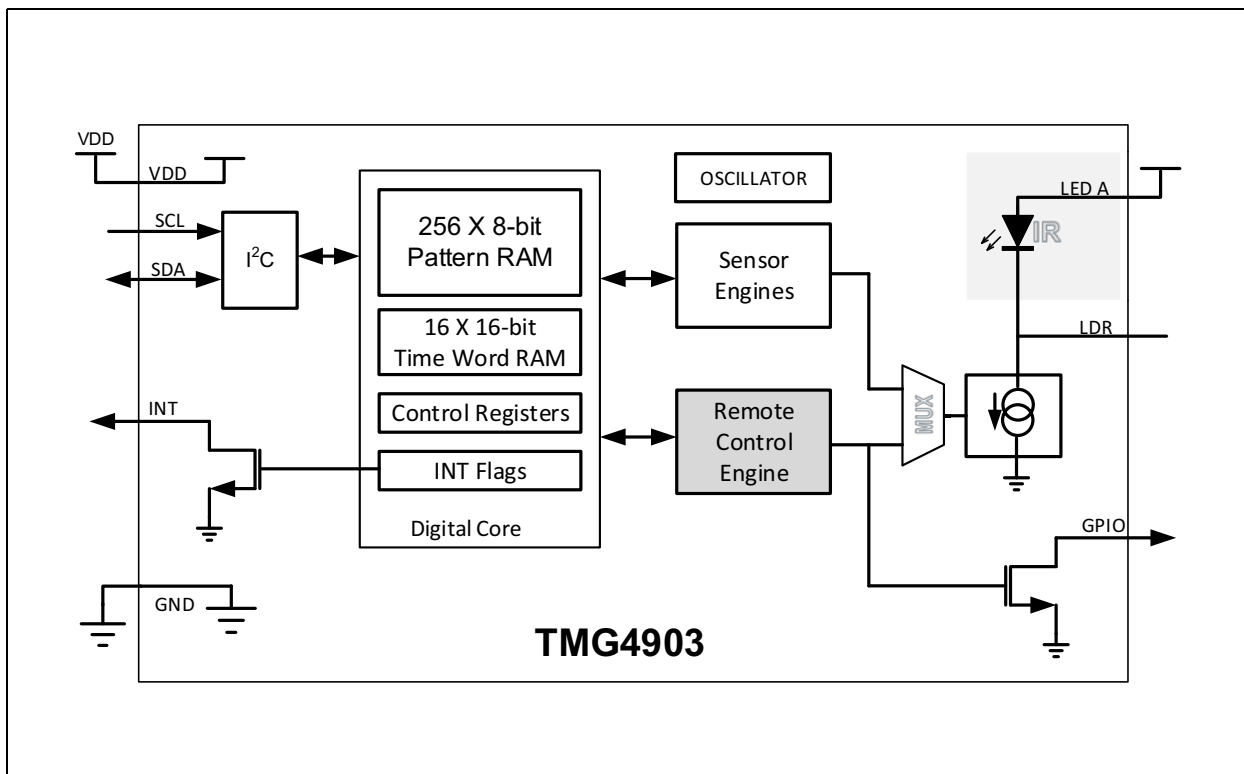 VDD
VDD
SCL
SDA
I²C
INT
GND
256 X 8-bit
Pattern RAM
16 X 16-bit
Time Word RAM
Control Registers
INT Flags
Digital Core
OSCILLATOR
Sensor
Engines
Remote
Control
Engine
MUX
LED A
IR
LDR
GPIO
TMG4903